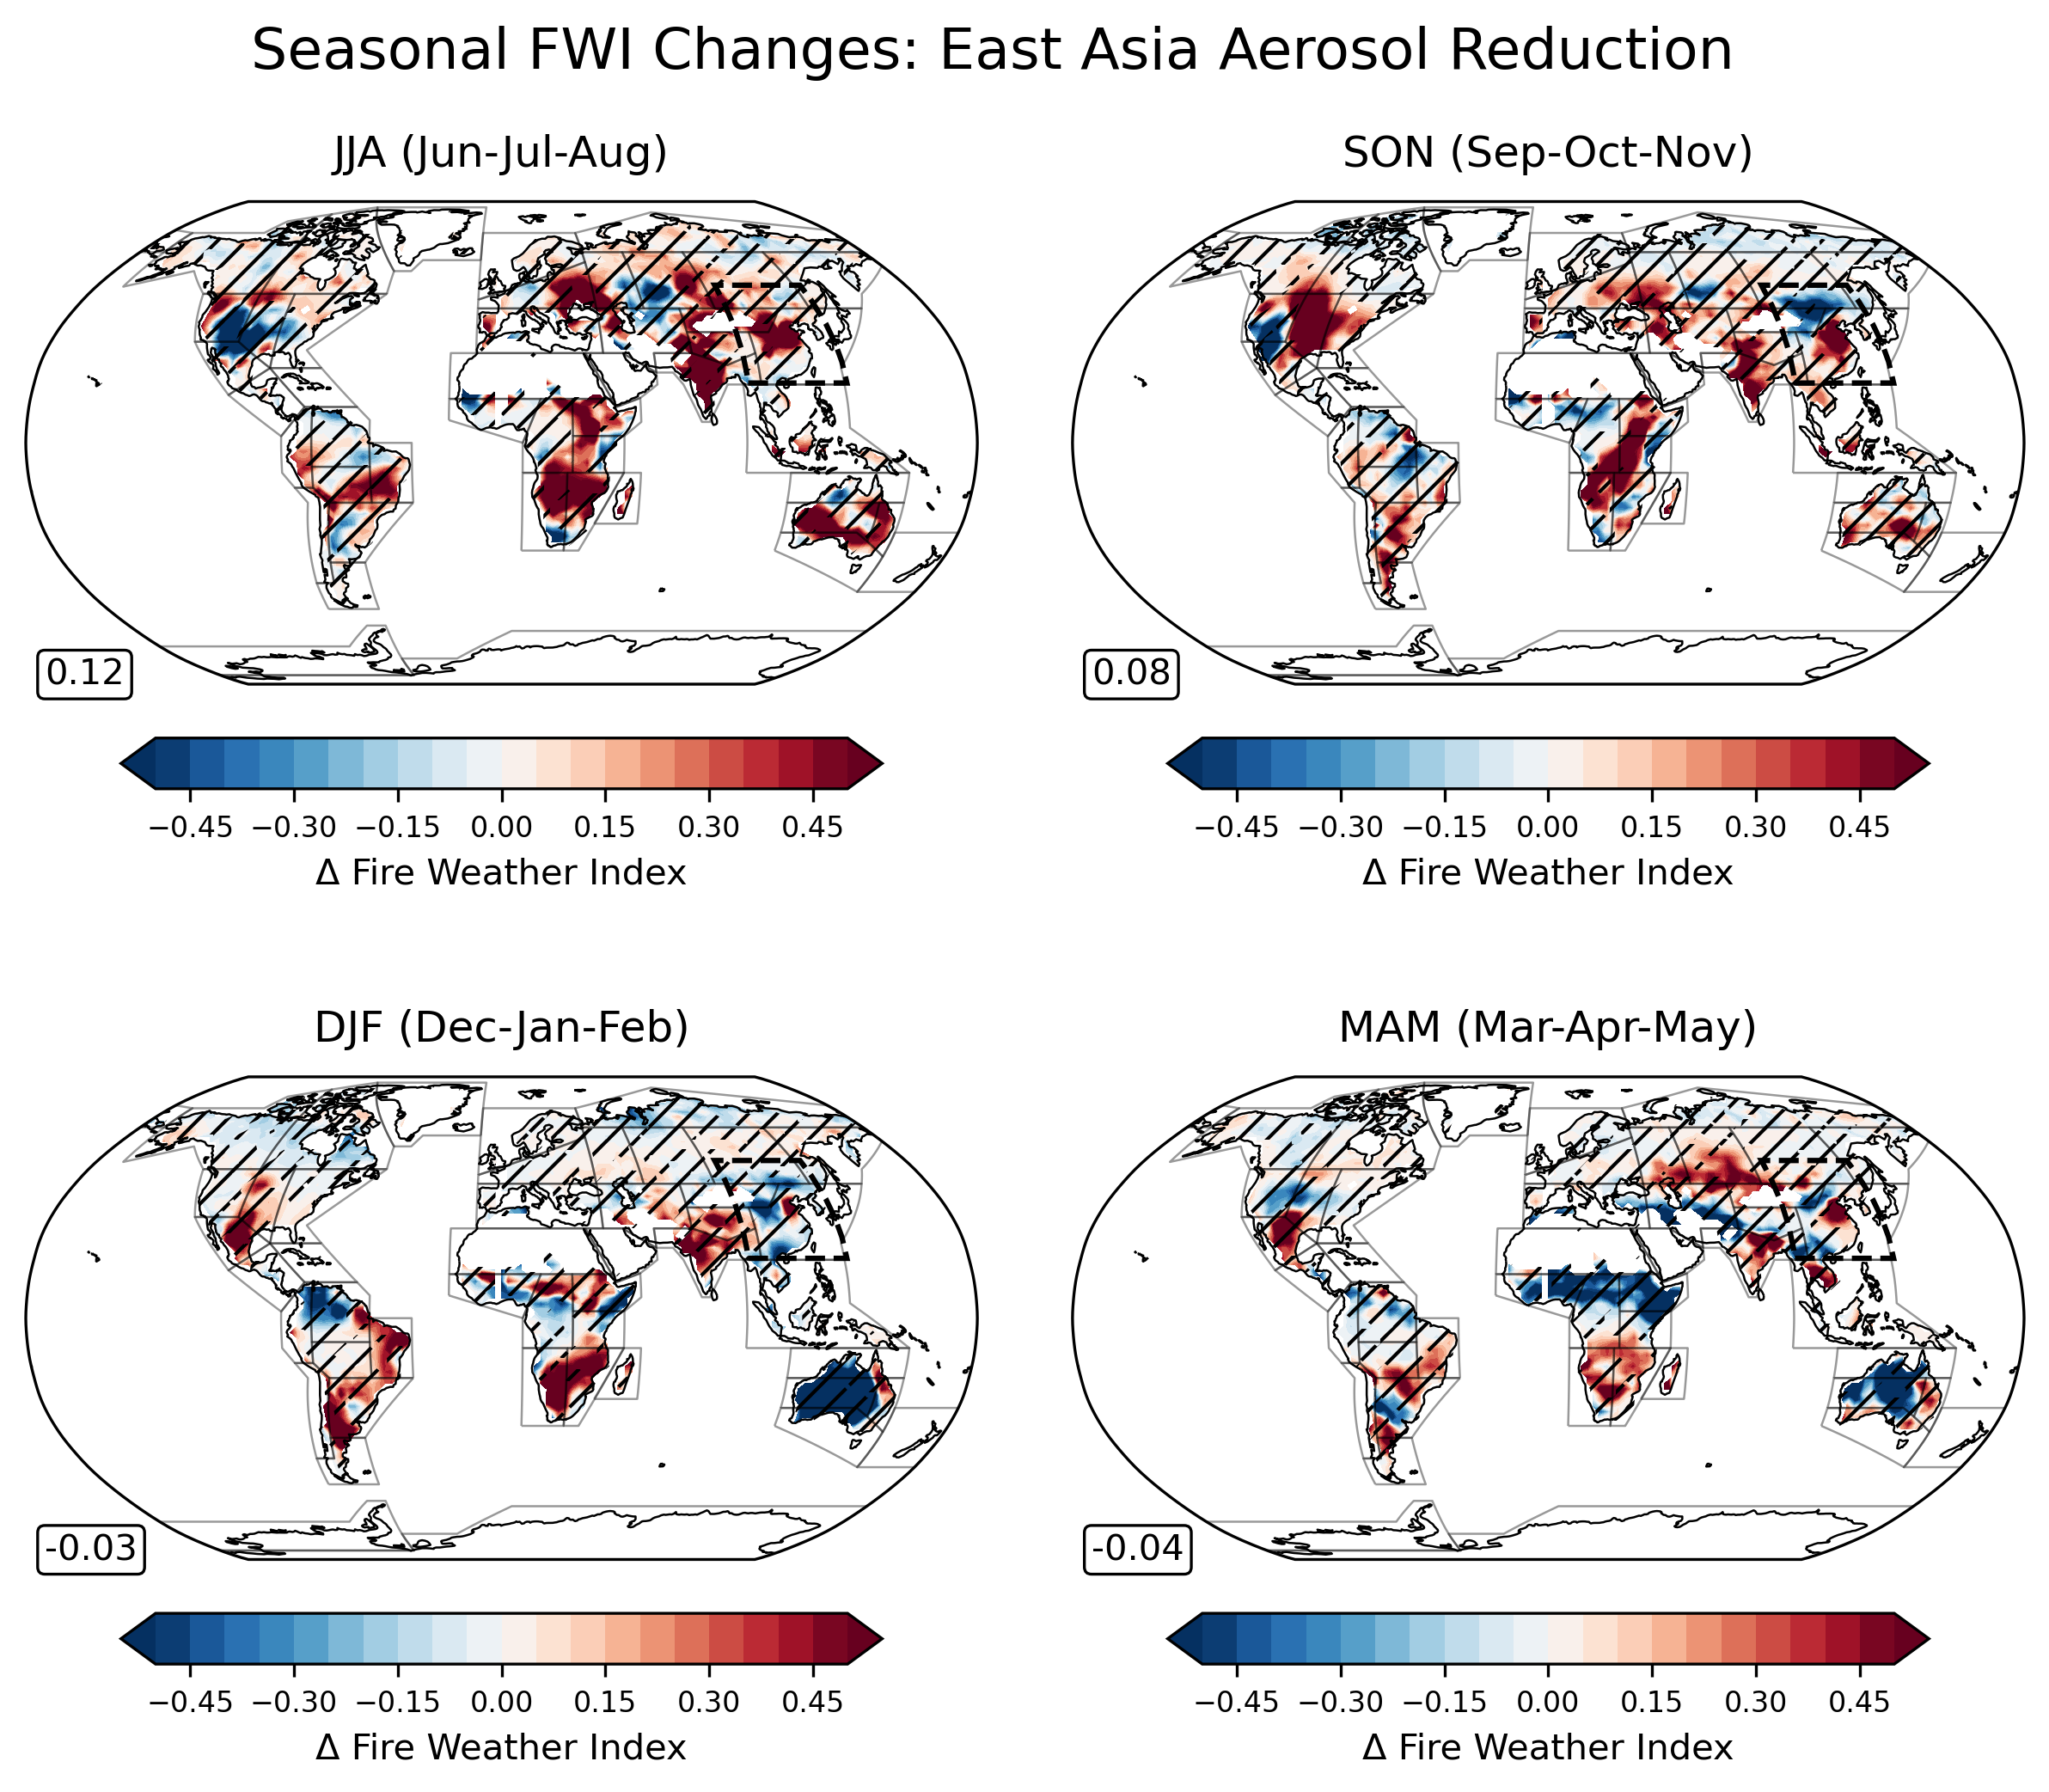 Seasonal FWI Changes: East Asia Aerosol Reduction
JJA (Jun-Jul-Aug)
0.12
−0.45 −0.30 −0.15 0.00 0.15 0.30 0.45
Δ Fire Weather Index
SON (Sep-Oct-Nov)
0.08
−0.45 −0.30 −0.15 0.00 0.15 0.30 0.45
Δ Fire Weather Index
DJF (Dec-Jan-Feb)
-0.03
−0.45 −0.30 −0.15 0.00 0.15 0.30 0.45
Δ Fire Weather Index
MAM (Mar-Apr-May)
-0.04
−0.45 −0.30 −0.15 0.00 0.15 0.30 0.45
Δ Fire Weather Index